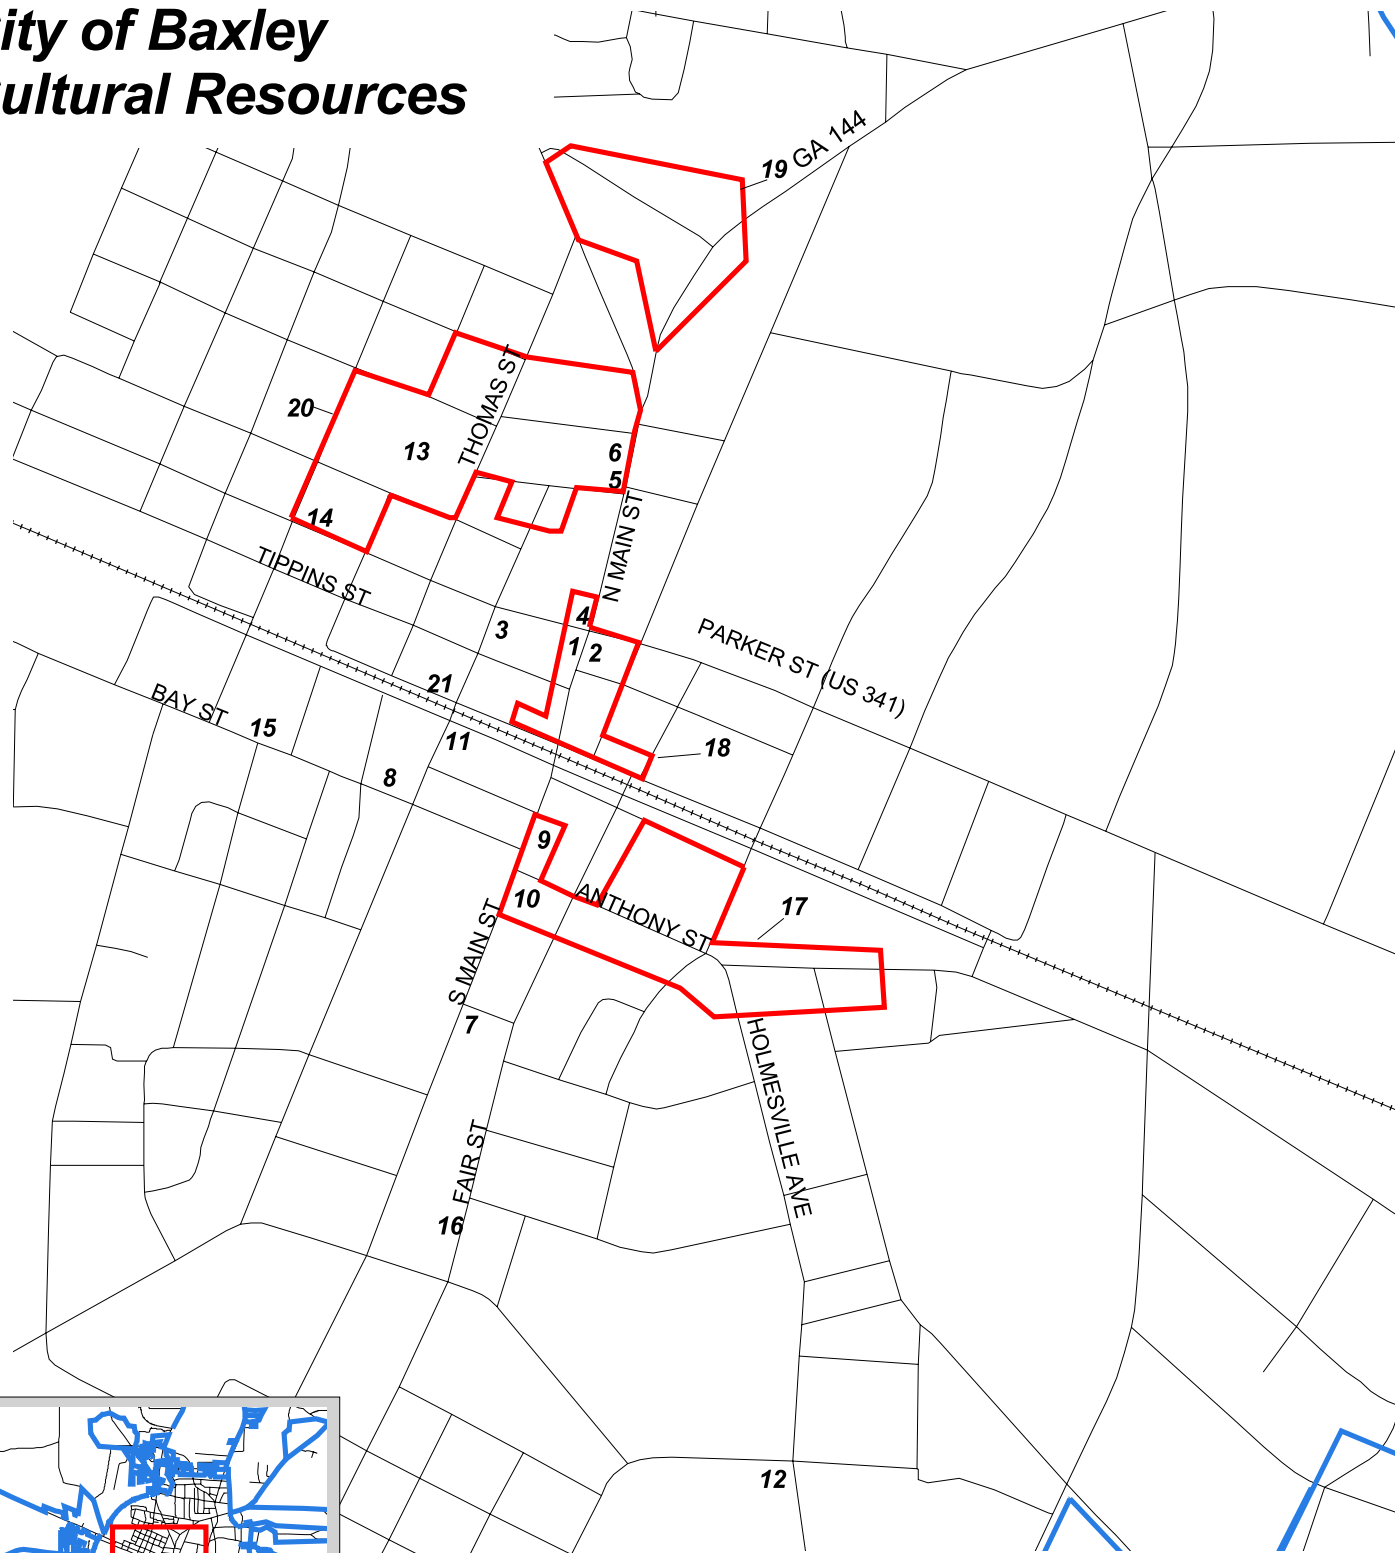 ity of Baxley
ultural Resources
19
GA 144
THOMAS ST
20
13
6
5
14
N MAIN ST
TIPPINS ST
4
3
1
2
PARKER ST (US 341)
21
BAY ST
15
11
18
8
9
10
ANTHONY ST
17
S MAIN ST
7
HOLMESVILLE AVE
FAIR ST
16
12